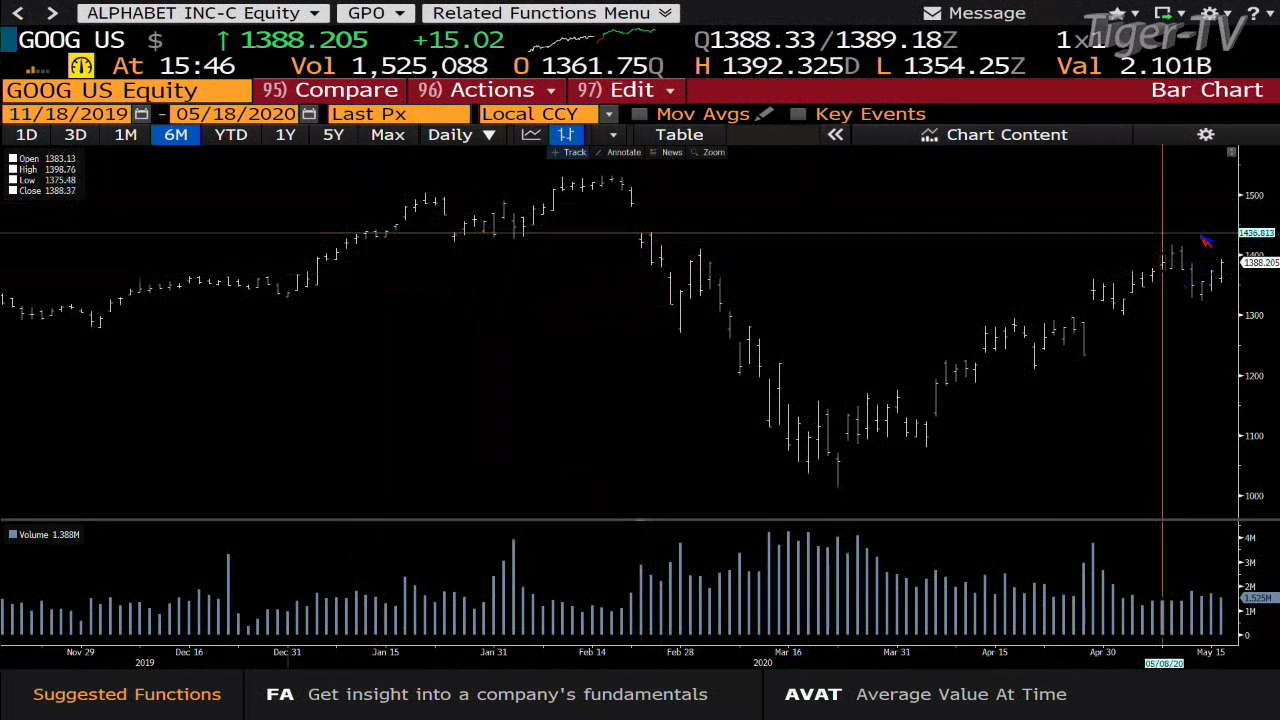 ALPHABET INC-C Equity GPO Related Functions Menu Message
GOOG US $ ↑ 1388.205 +15.02 Q1388.33 /1389.18Z 1x1 Tiger-TV
At 15:46 Vol 1,525,088 O 1361.75Q H 1392.325D L 1354.25Z Val 2.101B
GOOG US Equity 95) Compare 96) Actions 97) Edit Bar Chart
11/18/2019 - 05/18/2020 Last Px Local CCY Mov Avgs Key Events
1D 3D 1M 6M YTD 1Y 5Y Max Daily ▼ Table « Chart Content
Track Annotate News Zoom
Open 1383.13
High 1398.76
Low 1375.48
Close 1388.37
1500
1436.813
1400
1388.205
1300
1200
1100
1000
Volume 1.388M
4M
3M
2M
1.525M
1M
0
Nov 29 Dec 16 Dec 31 Jan 15 Jan 31 Feb 14 Feb 28 Mar 16 Mar 31 Apr 15 Apr 30 May 15
2019 2020 05/08/20
Suggested Functions FA Get insight into a company's fundamentals AVAT Average Value At Time